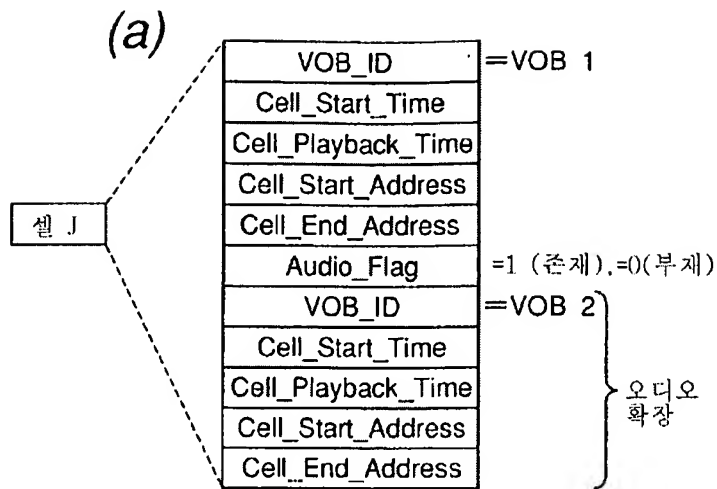 (a)
VOB_ID =VOB 1
Cell_Start_Time
Cell_Playback_Time
Cell_Start_Address
셀 J
Cell_End_Address
Audio_Flag =1 (존재),=0(부재)
VOB_ID =VOB 2
Cell_Start_Time
Cell_Playback_Time
오디오
확장
Cell_Start_Address
Cell_End_Address